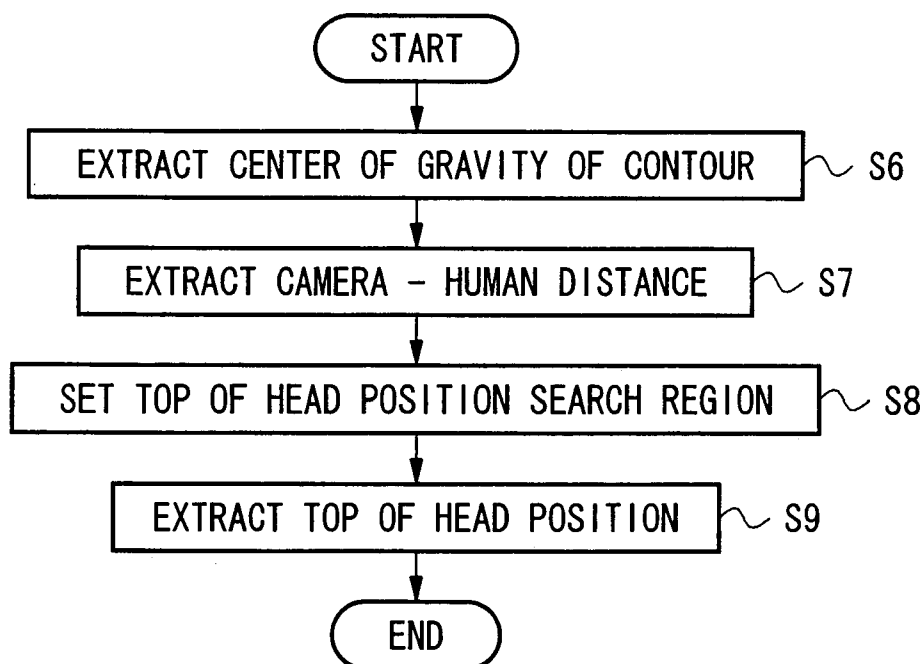 START
EXTRACT CENTER OF GRAVITY OF CONTOUR S6
EXTRACT CAMERA - HUMAN DISTANCE S7
SET TOP OF HEAD POSITION SEARCH REGION S8
EXTRACT TOP OF HEAD POSITION S9
END